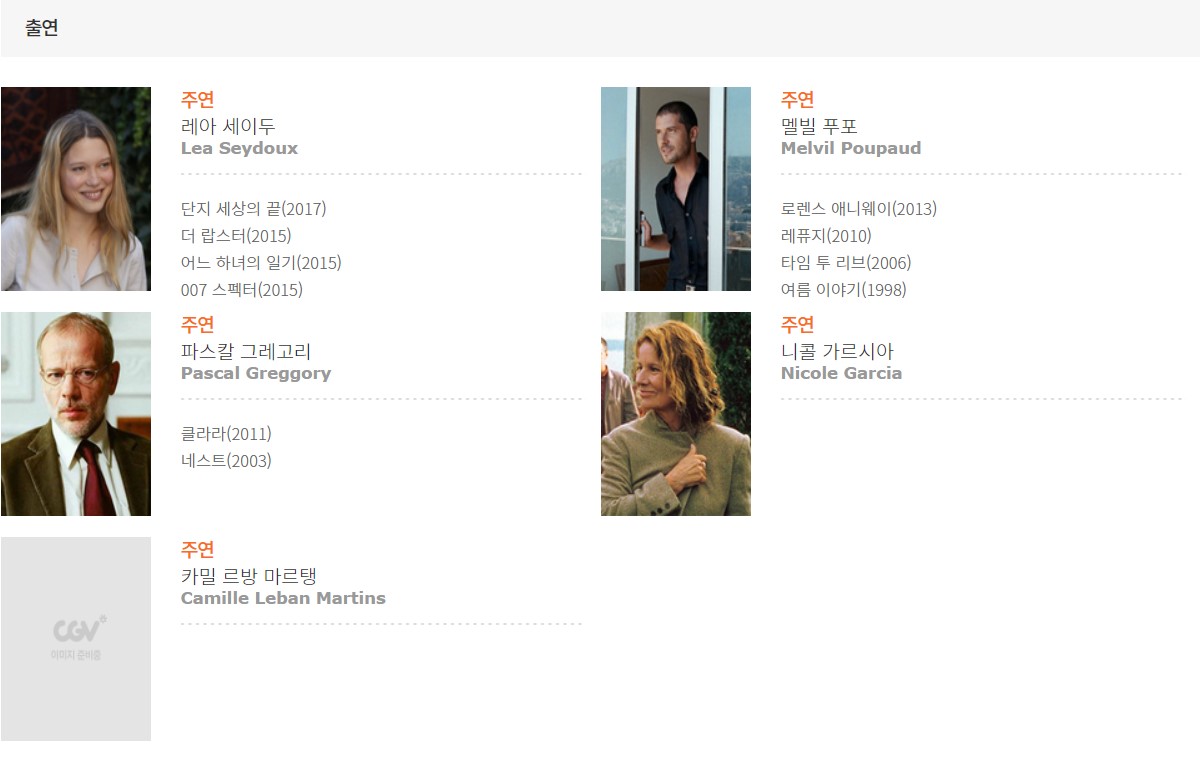 출연
주연
레아 세이두
Lea Seydoux
단지 세상의 끝(2017)
더 랍스터(2015)
어느 하녀의 일기(2015)
007 스펙터(2015)
주연
멜빌 푸포
Melvil Poupaud
로렌스 애니웨이(2013)
레퓨지(2010)
타임 투 리브(2006)
여름 이야기(1998)
주연
파스칼 그레고리
Pascal Greggory
클라라(2011)
네스트(2003)
주연
니콜 가르시아
Nicole Garcia
CGV
이미지 준비중
주연
카밀 르방 마르탱
Camille Leban Martins